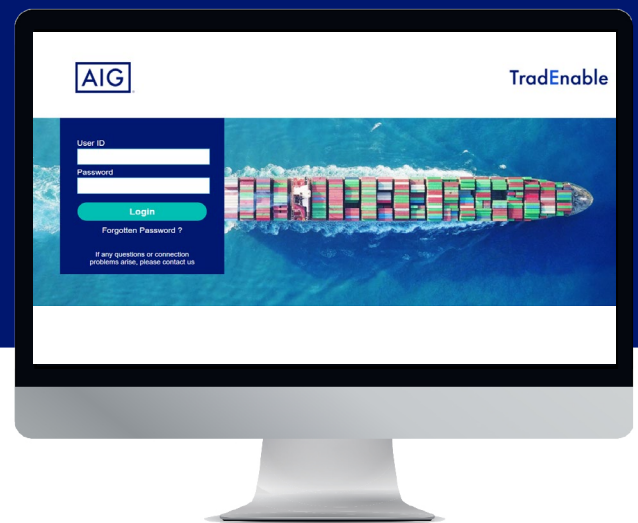 AIG
TradEnable
User ID
Password
Login
Forgotten Password ?
If any questions or connection
problems arise, please contact us